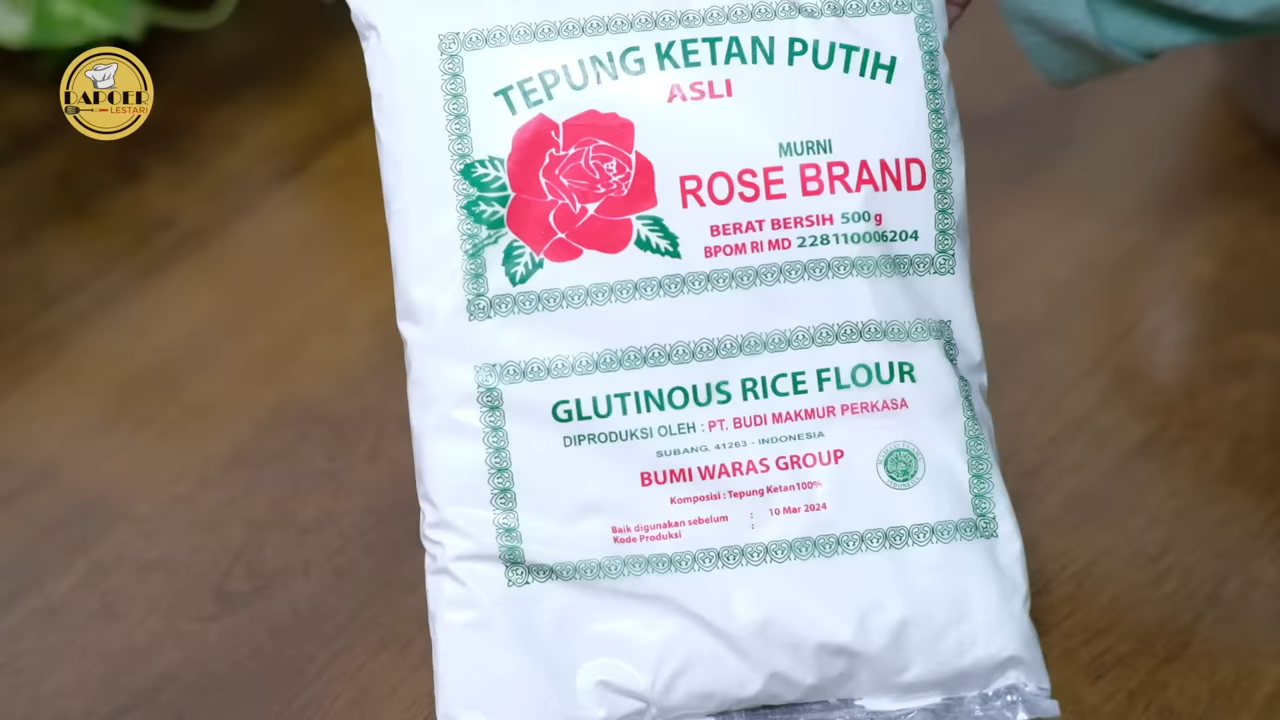 DAPOER
LESTARI
TEPUNG KETAN PUTIH
ASLI
MURNI
ROSE BRAND
BERAT BERSIH 500 g
BPOM RI MD 228110006204
GLUTINOUS RICE FLOUR
DIPRODUKSI OLEH : PT. BUDI MAKMUR PERKASA
SUBANG, 41263 - INDONESIA
BUMI WARAS GROUP
Komposisi : Tepung Ketan 100%
Baik digunakan sebelum : 10 Mar 2024
Kode Produksi :